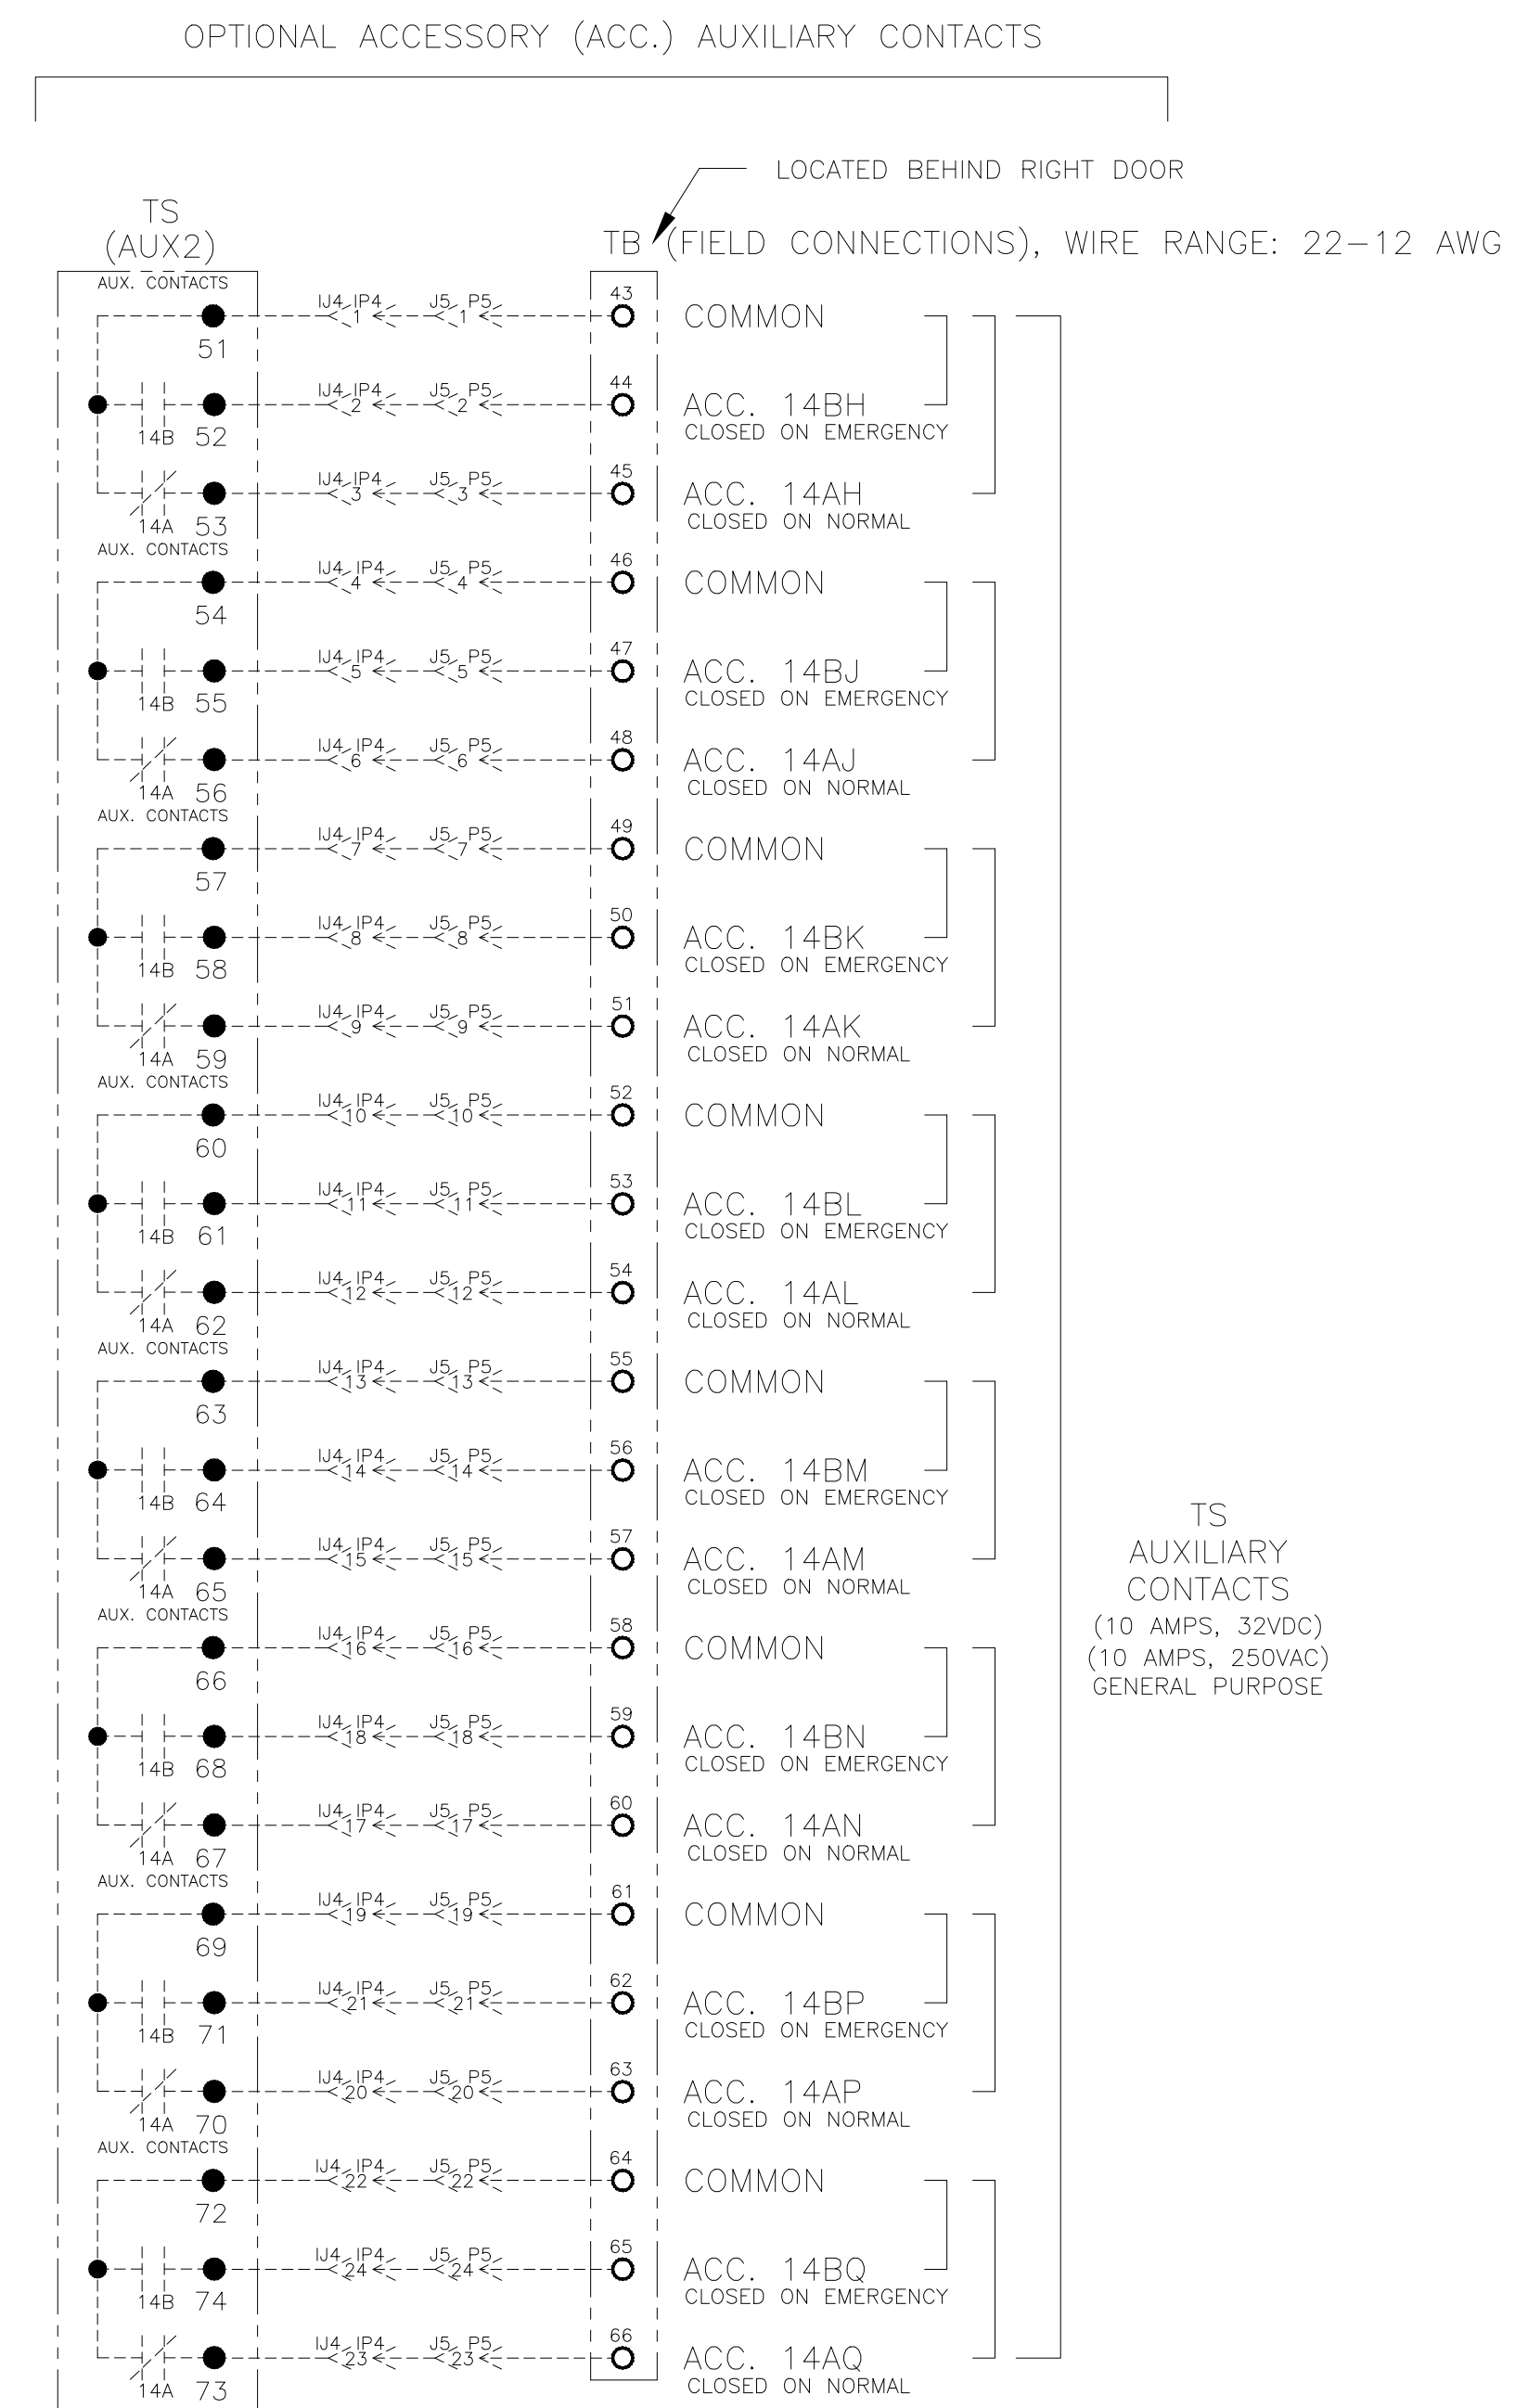 OPTIONAL ACCESSORY (ACC.) AUXILIARY CONTACTS
LOCATED BEHIND RIGHT DOOR
TS
(AUX2)
TB (FIELD CONNECTIONS), WIRE RANGE: 22-12 AWG
AUX. CONTACTS
IJ4 IP4 J5 P5 43
1 1 COMMON
51
IJ4 IP4 J5 P5 44
2 2 ACC. 14BH
14B 52 CLOSED ON EMERGENCY
IJ4 IP4 J5 P5 45
3 3 ACC. 14AH
14A 53 CLOSED ON NORMAL
AUX. CONTACTS
IJ4 IP4 J5 P5 46
4 4 COMMON
54
IJ4 IP4 J5 P5 47
5 5 ACC. 14BJ
14B 55 CLOSED ON EMERGENCY
IJ4 IP4 J5 P5 48
6 6 ACC. 14AJ
14A 56 CLOSED ON NORMAL
AUX. CONTACTS
IJ4 IP4 J5 P5 49
7 7 COMMON
57
IJ4 IP4 J5 P5 50
8 8 ACC. 14BK
14B 58 CLOSED ON EMERGENCY
IJ4 IP4 J5 P5 51
9 9 ACC. 14AK
14A 59 CLOSED ON NORMAL
AUX. CONTACTS
IJ4 IP4 J5 P5 52
10 10 COMMON
60
IJ4 IP4 J5 P5 53
11 11 ACC. 14BL
14B 61 CLOSED ON EMERGENCY
IJ4 IP4 J5 P5 54
12 12 ACC. 14AL
14A 62 CLOSED ON NORMAL
AUX. CONTACTS
IJ4 IP4 J5 P5 55
13 13 COMMON
63
IJ4 IP4 J5 P5 56
14 14 ACC. 14BM
14B 64 CLOSED ON EMERGENCY
IJ4 IP4 J5 P5 57
15 15 ACC. 14AM
14A 65 CLOSED ON NORMAL
AUX. CONTACTS
IJ4 IP4 J5 P5 58
16 16 COMMON
66
IJ4 IP4 J5 P5 59
18 18 ACC. 14BN
14B 68 CLOSED ON EMERGENCY
IJ4 IP4 J5 P5 60
17 17 ACC. 14AN
14A 67 CLOSED ON NORMAL
AUX. CONTACTS
IJ4 IP4 J5 P5 61
19 19 COMMON
69
IJ4 IP4 J5 P5 62
21 21 ACC. 14BP
14B 71 CLOSED ON EMERGENCY
IJ4 IP4 J5 P5 63
20 20 ACC. 14AP
14A 70 CLOSED ON NORMAL
AUX. CONTACTS
IJ4 IP4 J5 P5 64
22 22 COMMON
72
IJ4 IP4 J5 P5 65
24 24 ACC. 14BQ
14B 74 CLOSED ON EMERGENCY
IJ4 IP4 J5 P5 66
23 23 ACC. 14AQ
14A 73 CLOSED ON NORMAL
TS
AUXILIARY
CONTACTS
(10 AMPS, 32VDC)
(10 AMPS, 250VAC)
GENERAL PURPOSE